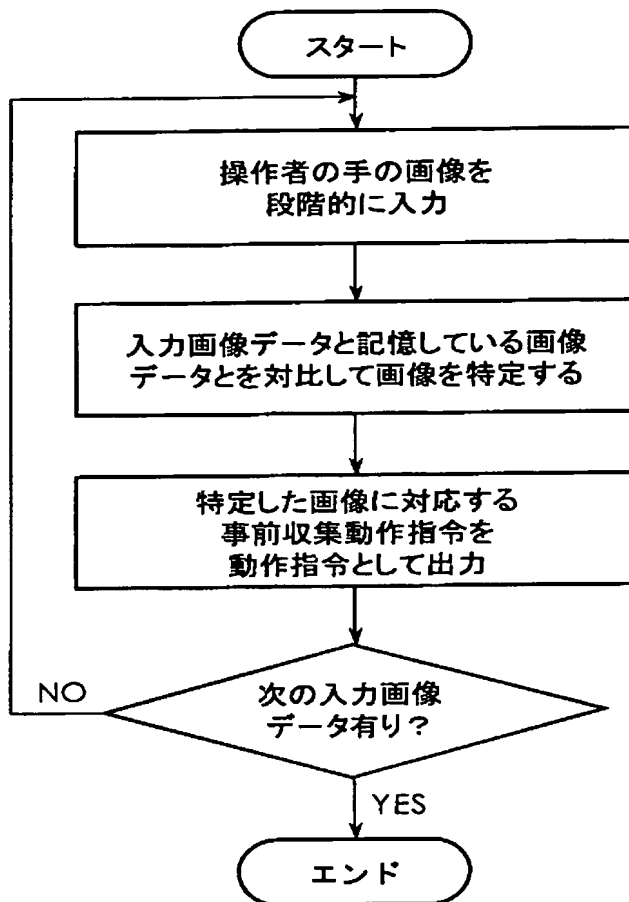 スタート
操作者の手の画像を
段階的に入力
入力画像データと記憶している画像
データとを対比して画像を特定する
特定した画像に対応する
事前収集動作指令を
動作指令として出力
次の入力画像
データ有り?
NO
YES
エンド